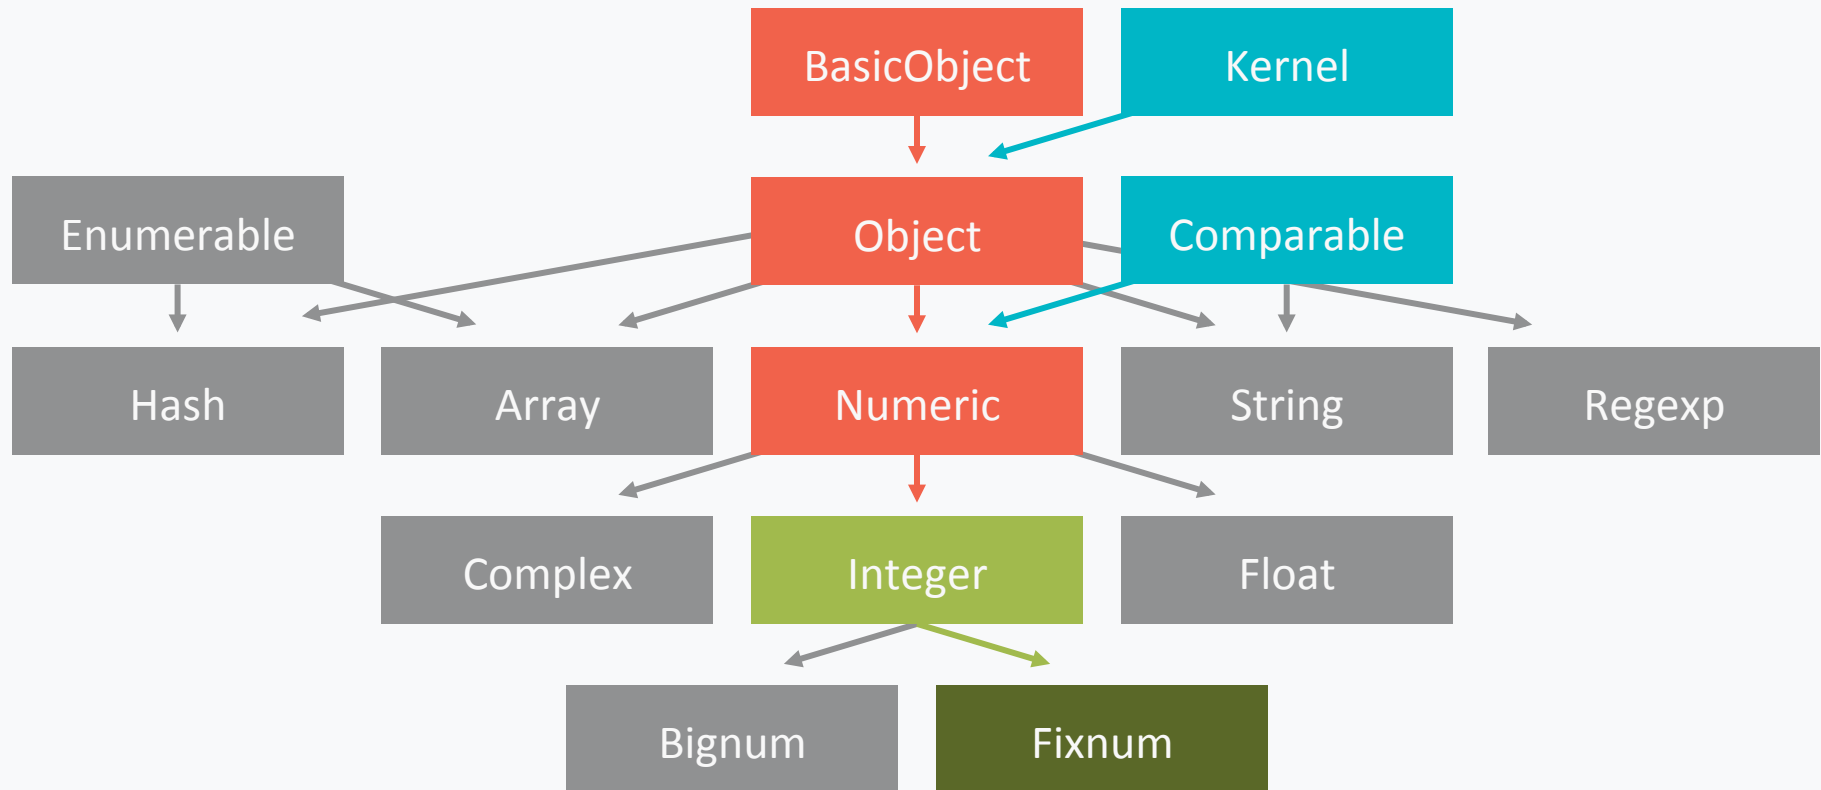 BasicObject
Kernel
Enumerable
Object
Comparable
Hash
Array
Numeric
String
Regexp
Complex
Integer
Float
Bignum
Fixnum